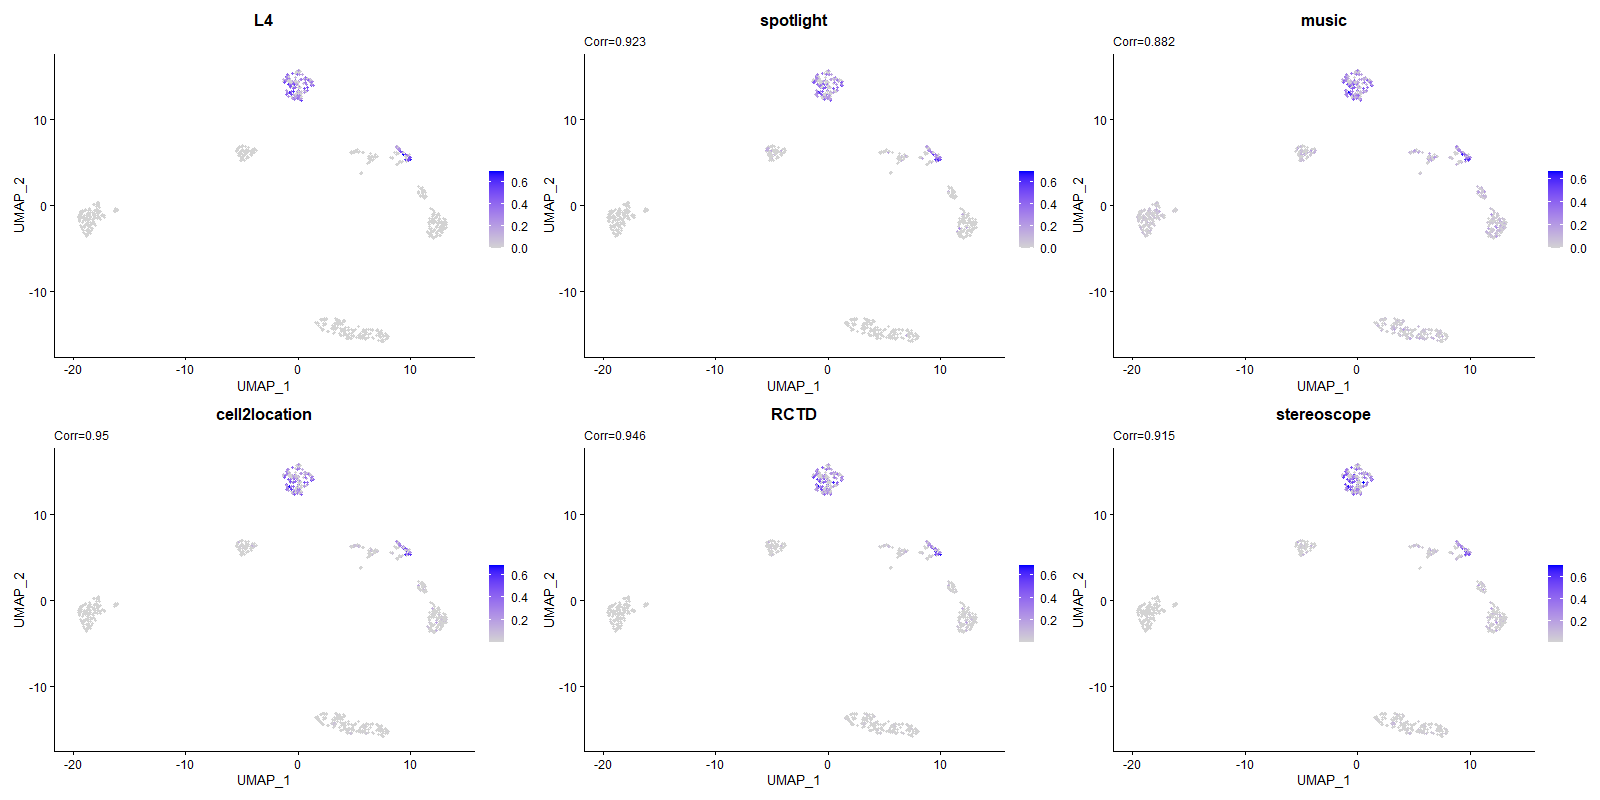 L4
UMAP_2
10
0
-10
-20
-10
0
10
UMAP_1
0.6
0.4
0.2
0.0
spotlight
Corr=0.923
UMAP_2
10
0
-10
-20
-10
0
10
UMAP_1
0.6
0.4
0.2
0.0
music
Corr=0.882
UMAP_2
10
0
-10
-20
-10
0
10
UMAP_1
0.6
0.4
0.2
0.0
cell2location
Corr=0.95
UMAP_2
10
0
-10
-20
-10
0
10
UMAP_1
0.6
0.4
0.2
RCTD
Corr=0.946
UMAP_2
10
0
-10
-20
-10
0
10
UMAP_1
0.6
0.4
0.2
stereoscope
Corr=0.915
UMAP_2
10
0
-10
-20
-10
0
10
UMAP_1
0.6
0.4
0.2